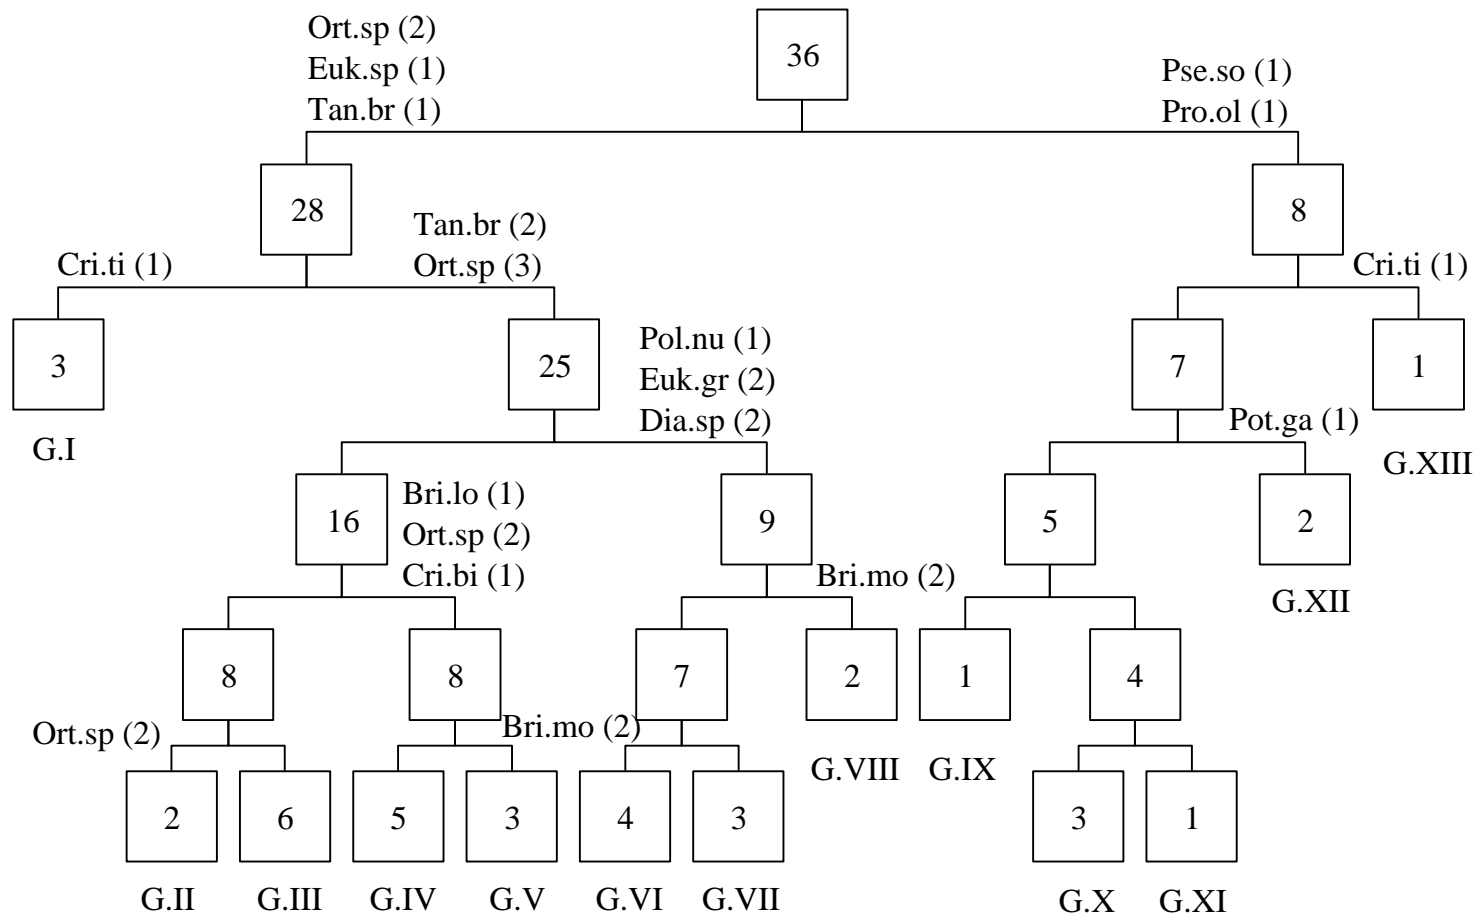 Ort.sp (2)
Euk.sp (1)
Tan.br (1)
36
Pse.so (1)
Pro.ol (1)
28
8
Cri.ti (1)
Tan.br (2)
Ort.sp (3)
Cri.ti (1)
3
25
7
1
G.I
Pol.nu (1)
Euk.gr (2)
Dia.sp (2)
Pot.ga (1)
G.XIII
16
9
5
2
Bri.lo (1)
Ort.sp (2)
Cri.bi (1)
Bri.mo (2)
G.XII
8
8
7
2
1
4
Ort.sp (2)
Bri.mo (2)
G.VIII
G.IX
2
6
5
3
4
3
3
1
G.II
G.III
G.IV
G.V
G.VI
G.VII
G.X
G.XI